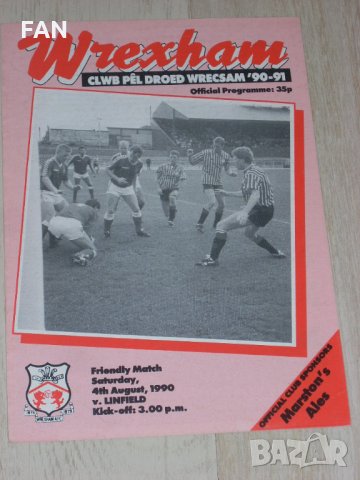 FAN
Wrexham
CLWB PÊL DROED WRECSAM '90-91
Official Programme: 35p
Friendly Match
Saturday,
4th August, 1990
v. LINFIELD
Kick-off: 3.00 p.m.
OFFICIAL CLUB SPONSORS
Marston's
Ales
BAZAR